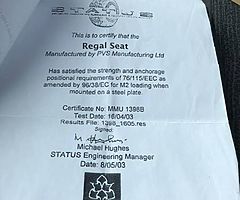 STATUS
This is to certify that the
Regal Seat
Manufactured by PVS Manufacturing Ltd
Has satisfied the strength and anchorage
positional requirements of 76/115/EEC as
amended by 96/38/EC for M2 loading when
mounted on a steel plate.
Certificate No: MMU 1398B
Test Date: 16/04/03
Results File: 1398_1605.res
Signed:
Michael Hughes
STATUS Engineering Manager
Date: 8/05/03